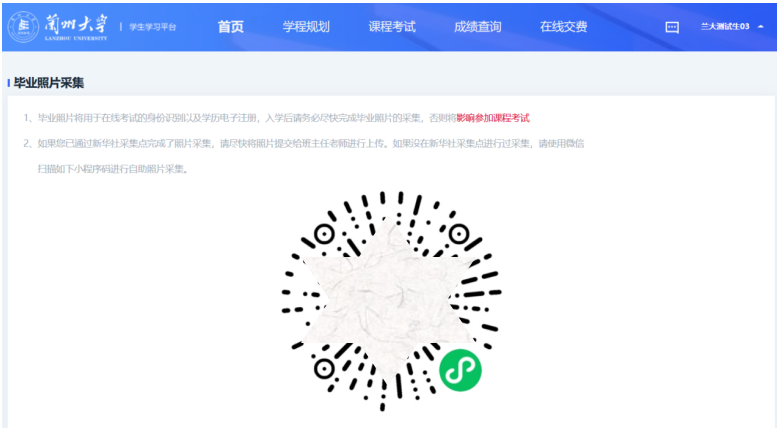 蘭州大学
LANZHOU UNIVERSITY
学生学习平台
首页
学程规划
课程考试
成绩查询
在线交费
兰大测试生03
毕业照片采集
1、毕业照片将用于在线考试的身份识别以及学历电子注册，入学后请务必尽快完成毕业照片的采集，否则将影响参加课程考试
2、如果您已通过新华社采集点完成了照片采集，请尽快将照片提交给班主任老师进行上传。如果没在新华社采集点进行过采集，请使用微信
扫描如下小程序码进行自助照片采集。